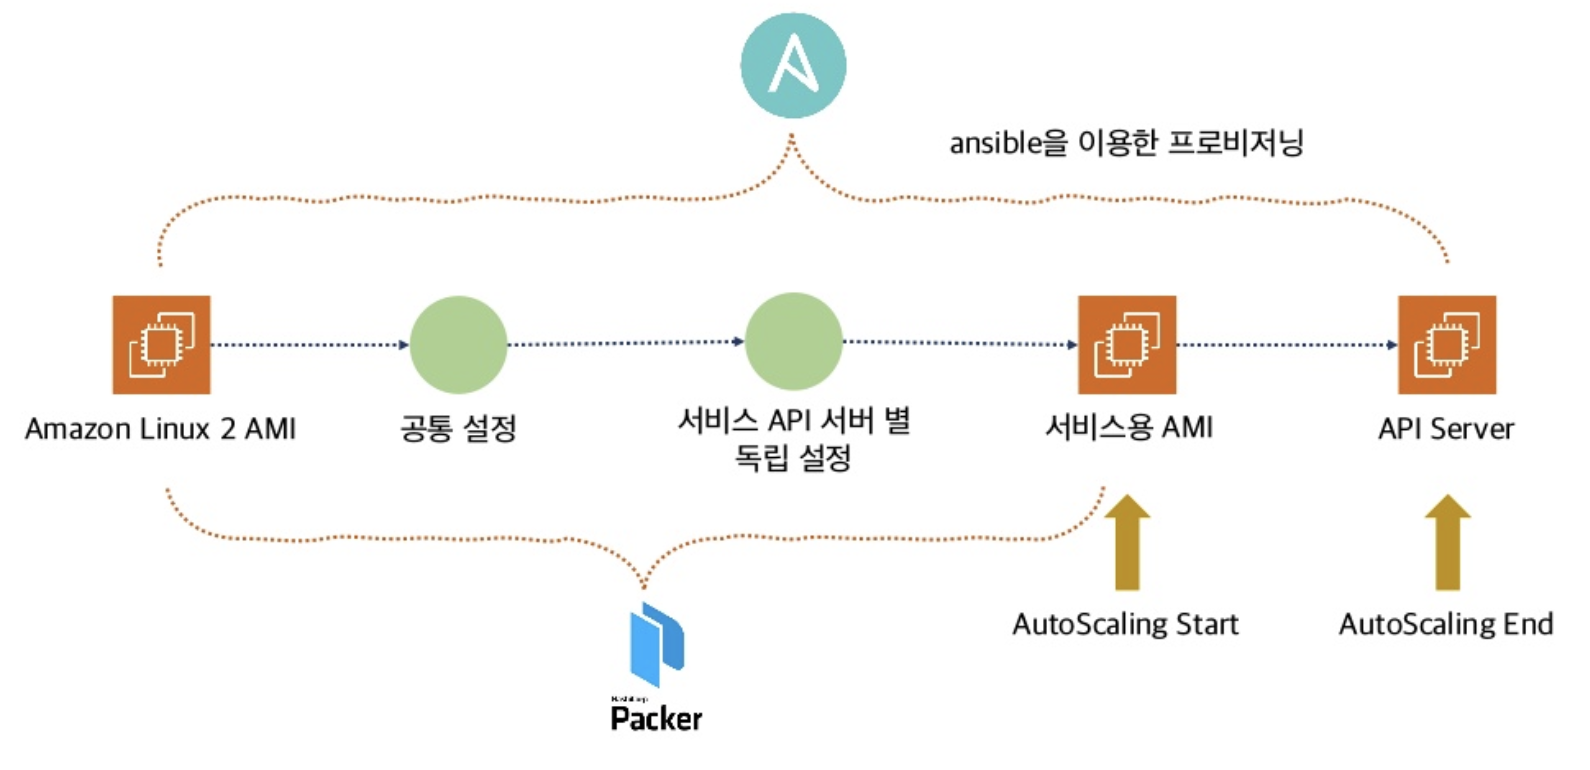 ansible을 이용한 프로비저닝
Amazon Linux 2 AMI
공통 설정
서비스 API 서버 별
독립 설정
서비스용 AMI
API Server
AutoScaling Start
AutoScaling End
HashiCorp
Packer